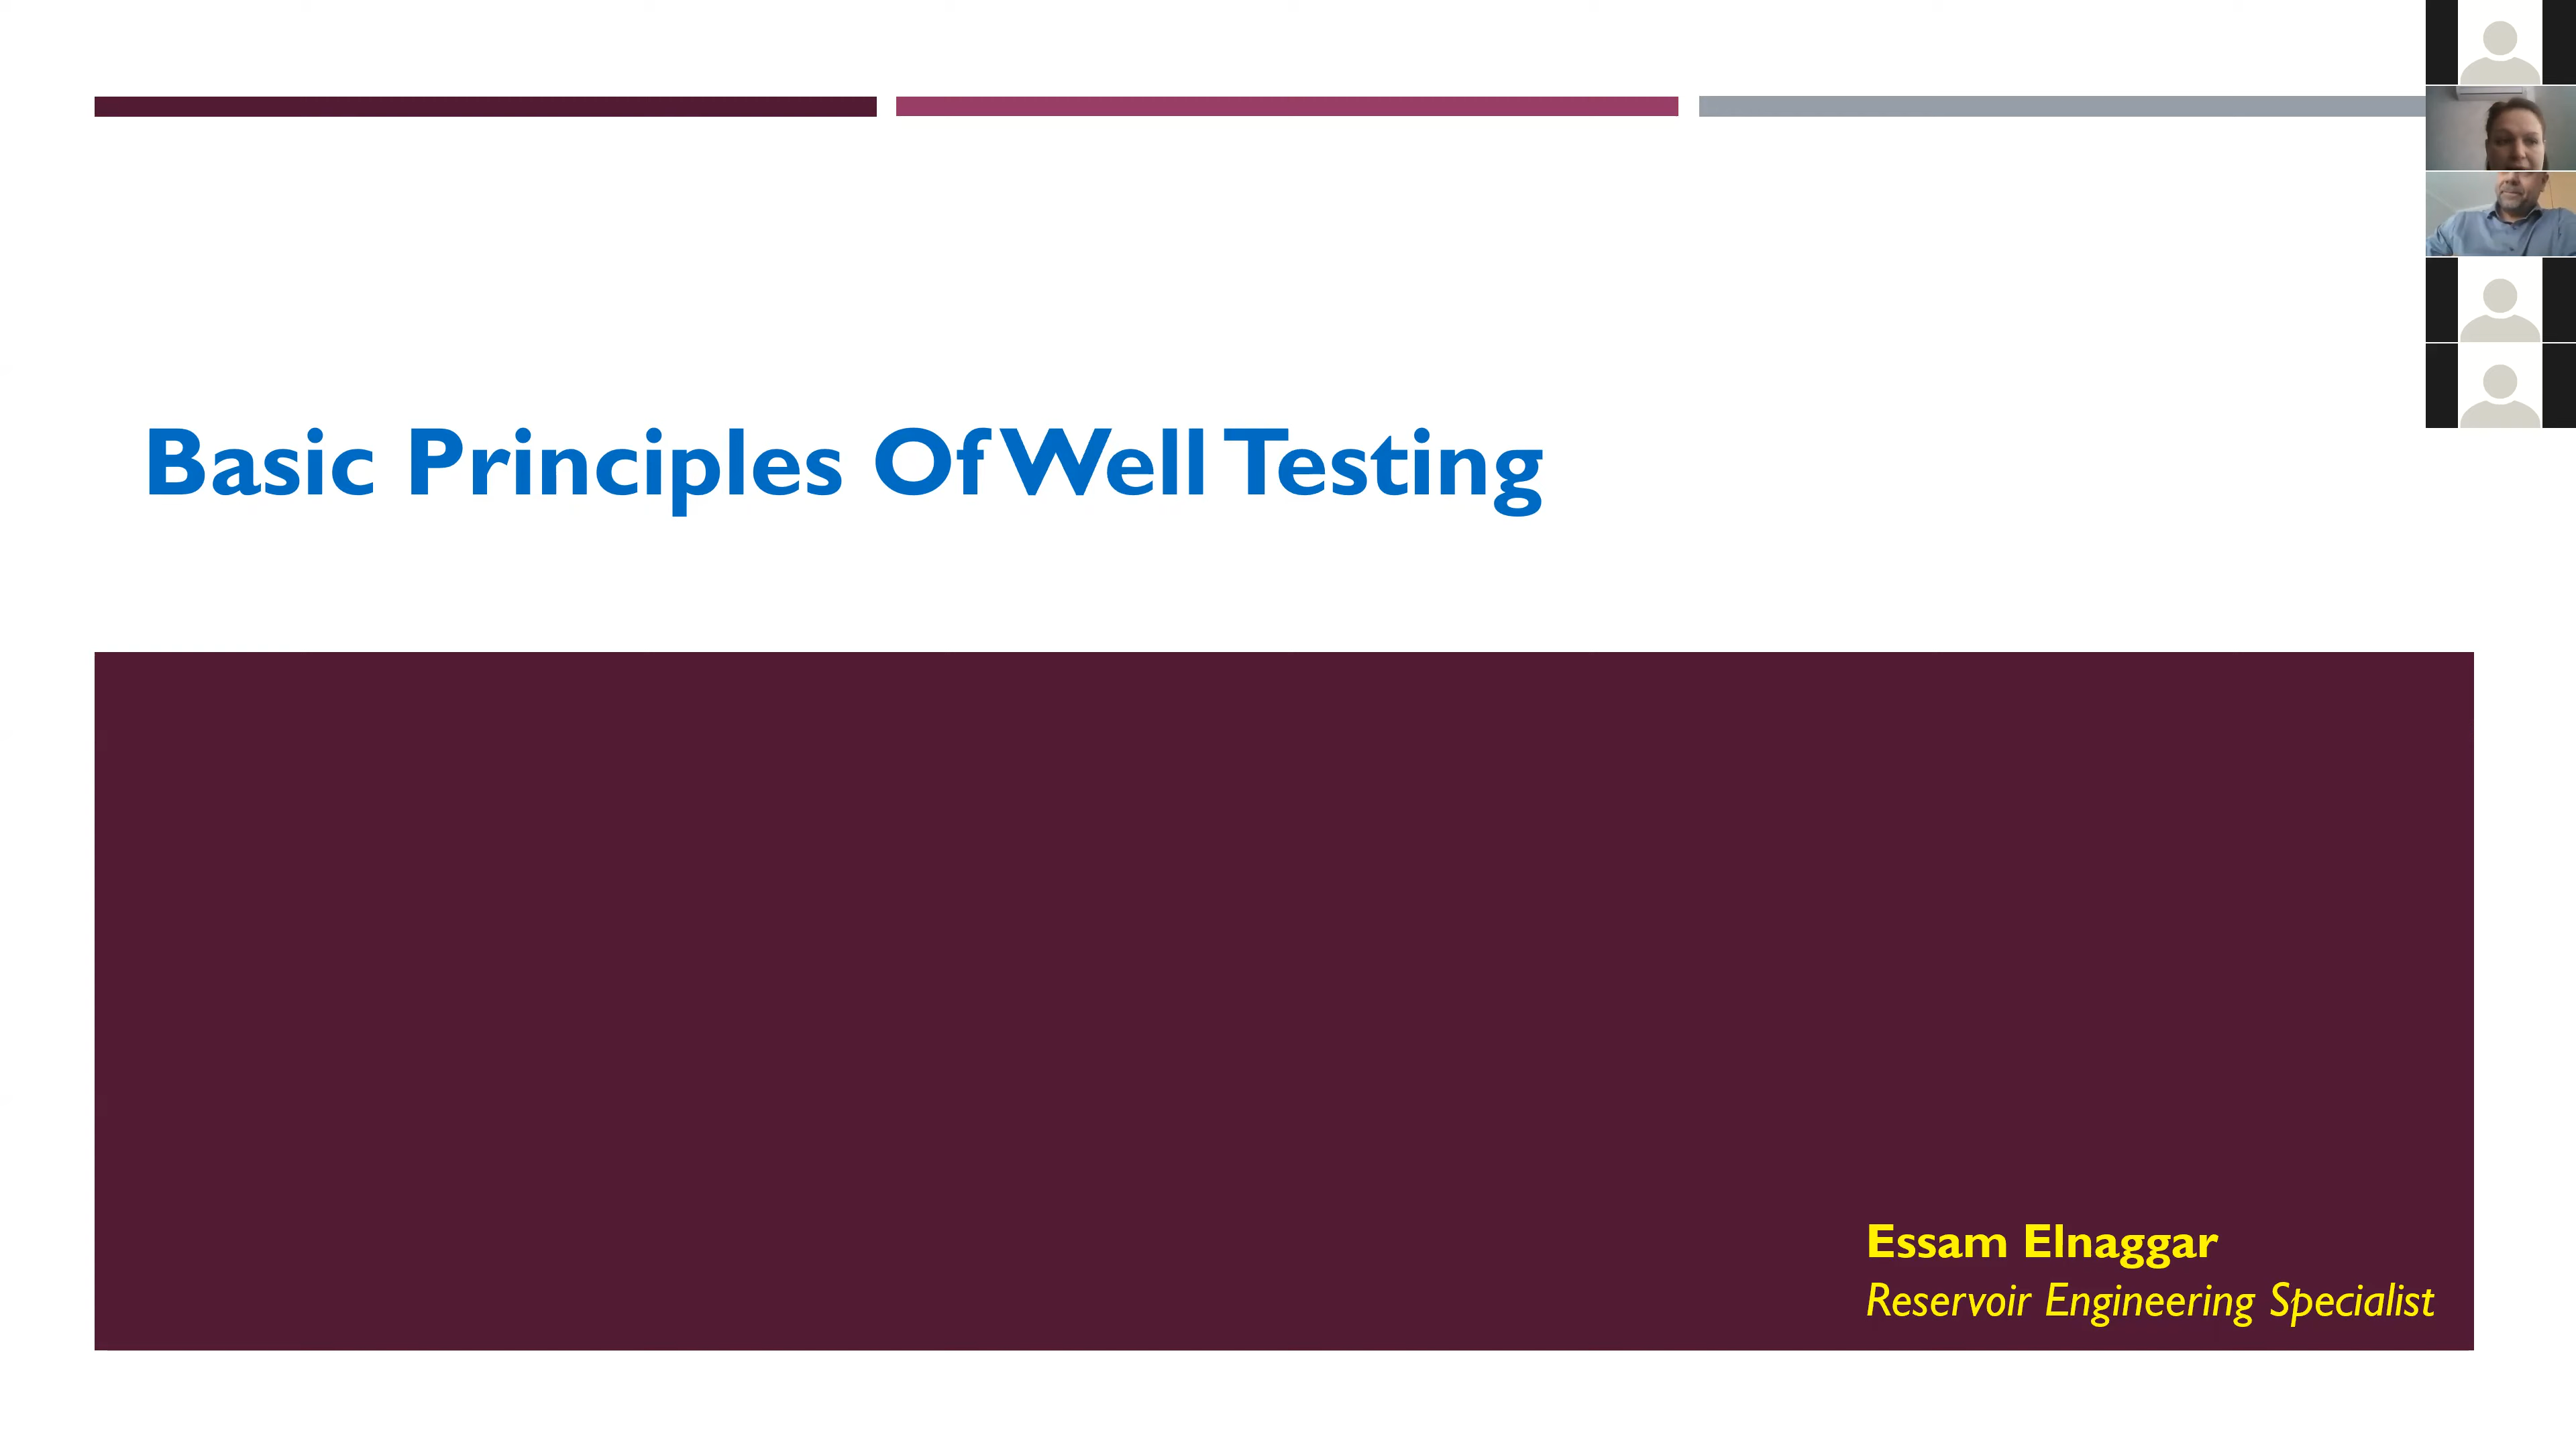 Basic Principles Of Well Testing
Essam Elnaggar
Reservoir Engineering Specialist